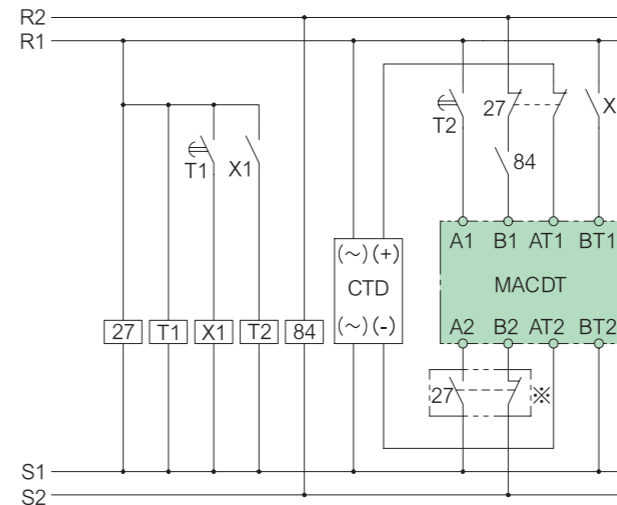 R2
R1
T1
X1
T2
27
84
X
(~)(+)
CTD
(~)(-)
A1 B1 AT1 BT1
MACDT
A2 B2 AT2 BT2
27 T1 X1 T2 84
27 ※
S1
S2